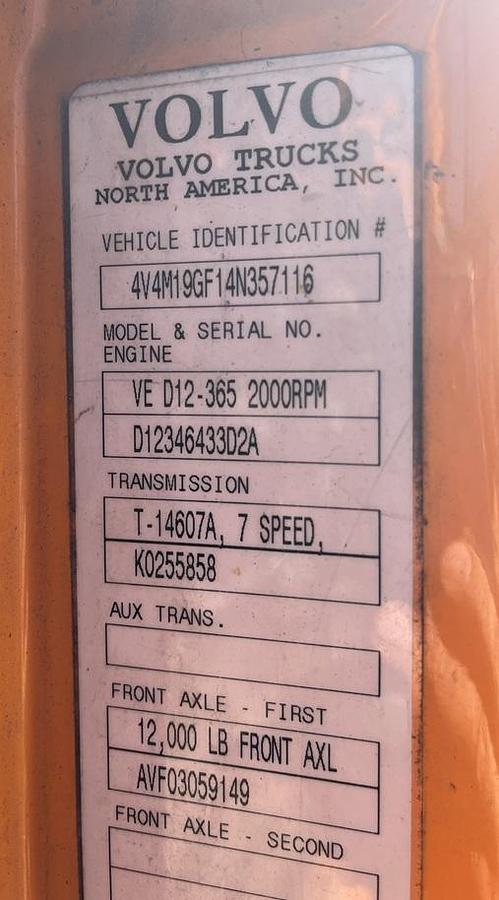 VOLVO
VOLVO TRUCKS
NORTH AMERICA, INC.
VEHICLE IDENTIFICATION #
4V4M19GF14N357116
MODEL & SERIAL NO.
ENGINE
VE D12-365 2000RPM
D12346433D2A
TRANSMISSION
T-14607A, 7 SPEED,
K0255858
AUX TRANS.
FRONT AXLE - FIRST
12,000 LB FRONT AXL
AVF03059149
FRONT AXLE - SECOND